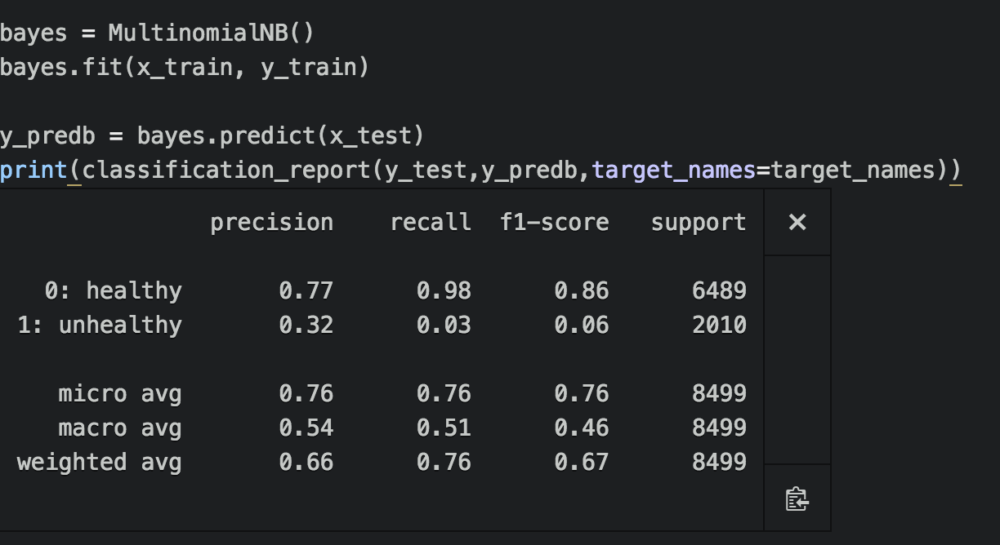 bayes = MultinomialNB()
bayes.fit(x_train, y_train)
y_predb = bayes.predict(x_test)
print(classification_report(y_test,y_predb,target_names=target_names))
precision recall f1-score support
0: healthy 0.77 0.98 0.86 6489
1: unhealthy 0.32 0.03 0.06 2010
micro avg 0.76 0.76 0.76 8499
macro avg 0.54 0.51 0.46 8499
weighted avg 0.66 0.76 0.67 8499